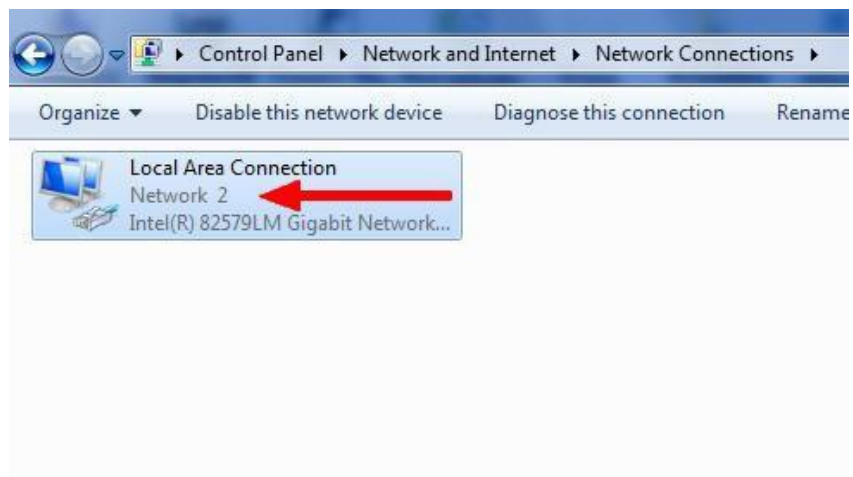 Control Panel ▸ Network and Internet ▸ Network Connections ▸
Organize ▾ Disable this network device Diagnose this connection Rename
Local Area Connection
Network 2
Intel(R) 82579LM Gigabit Network...